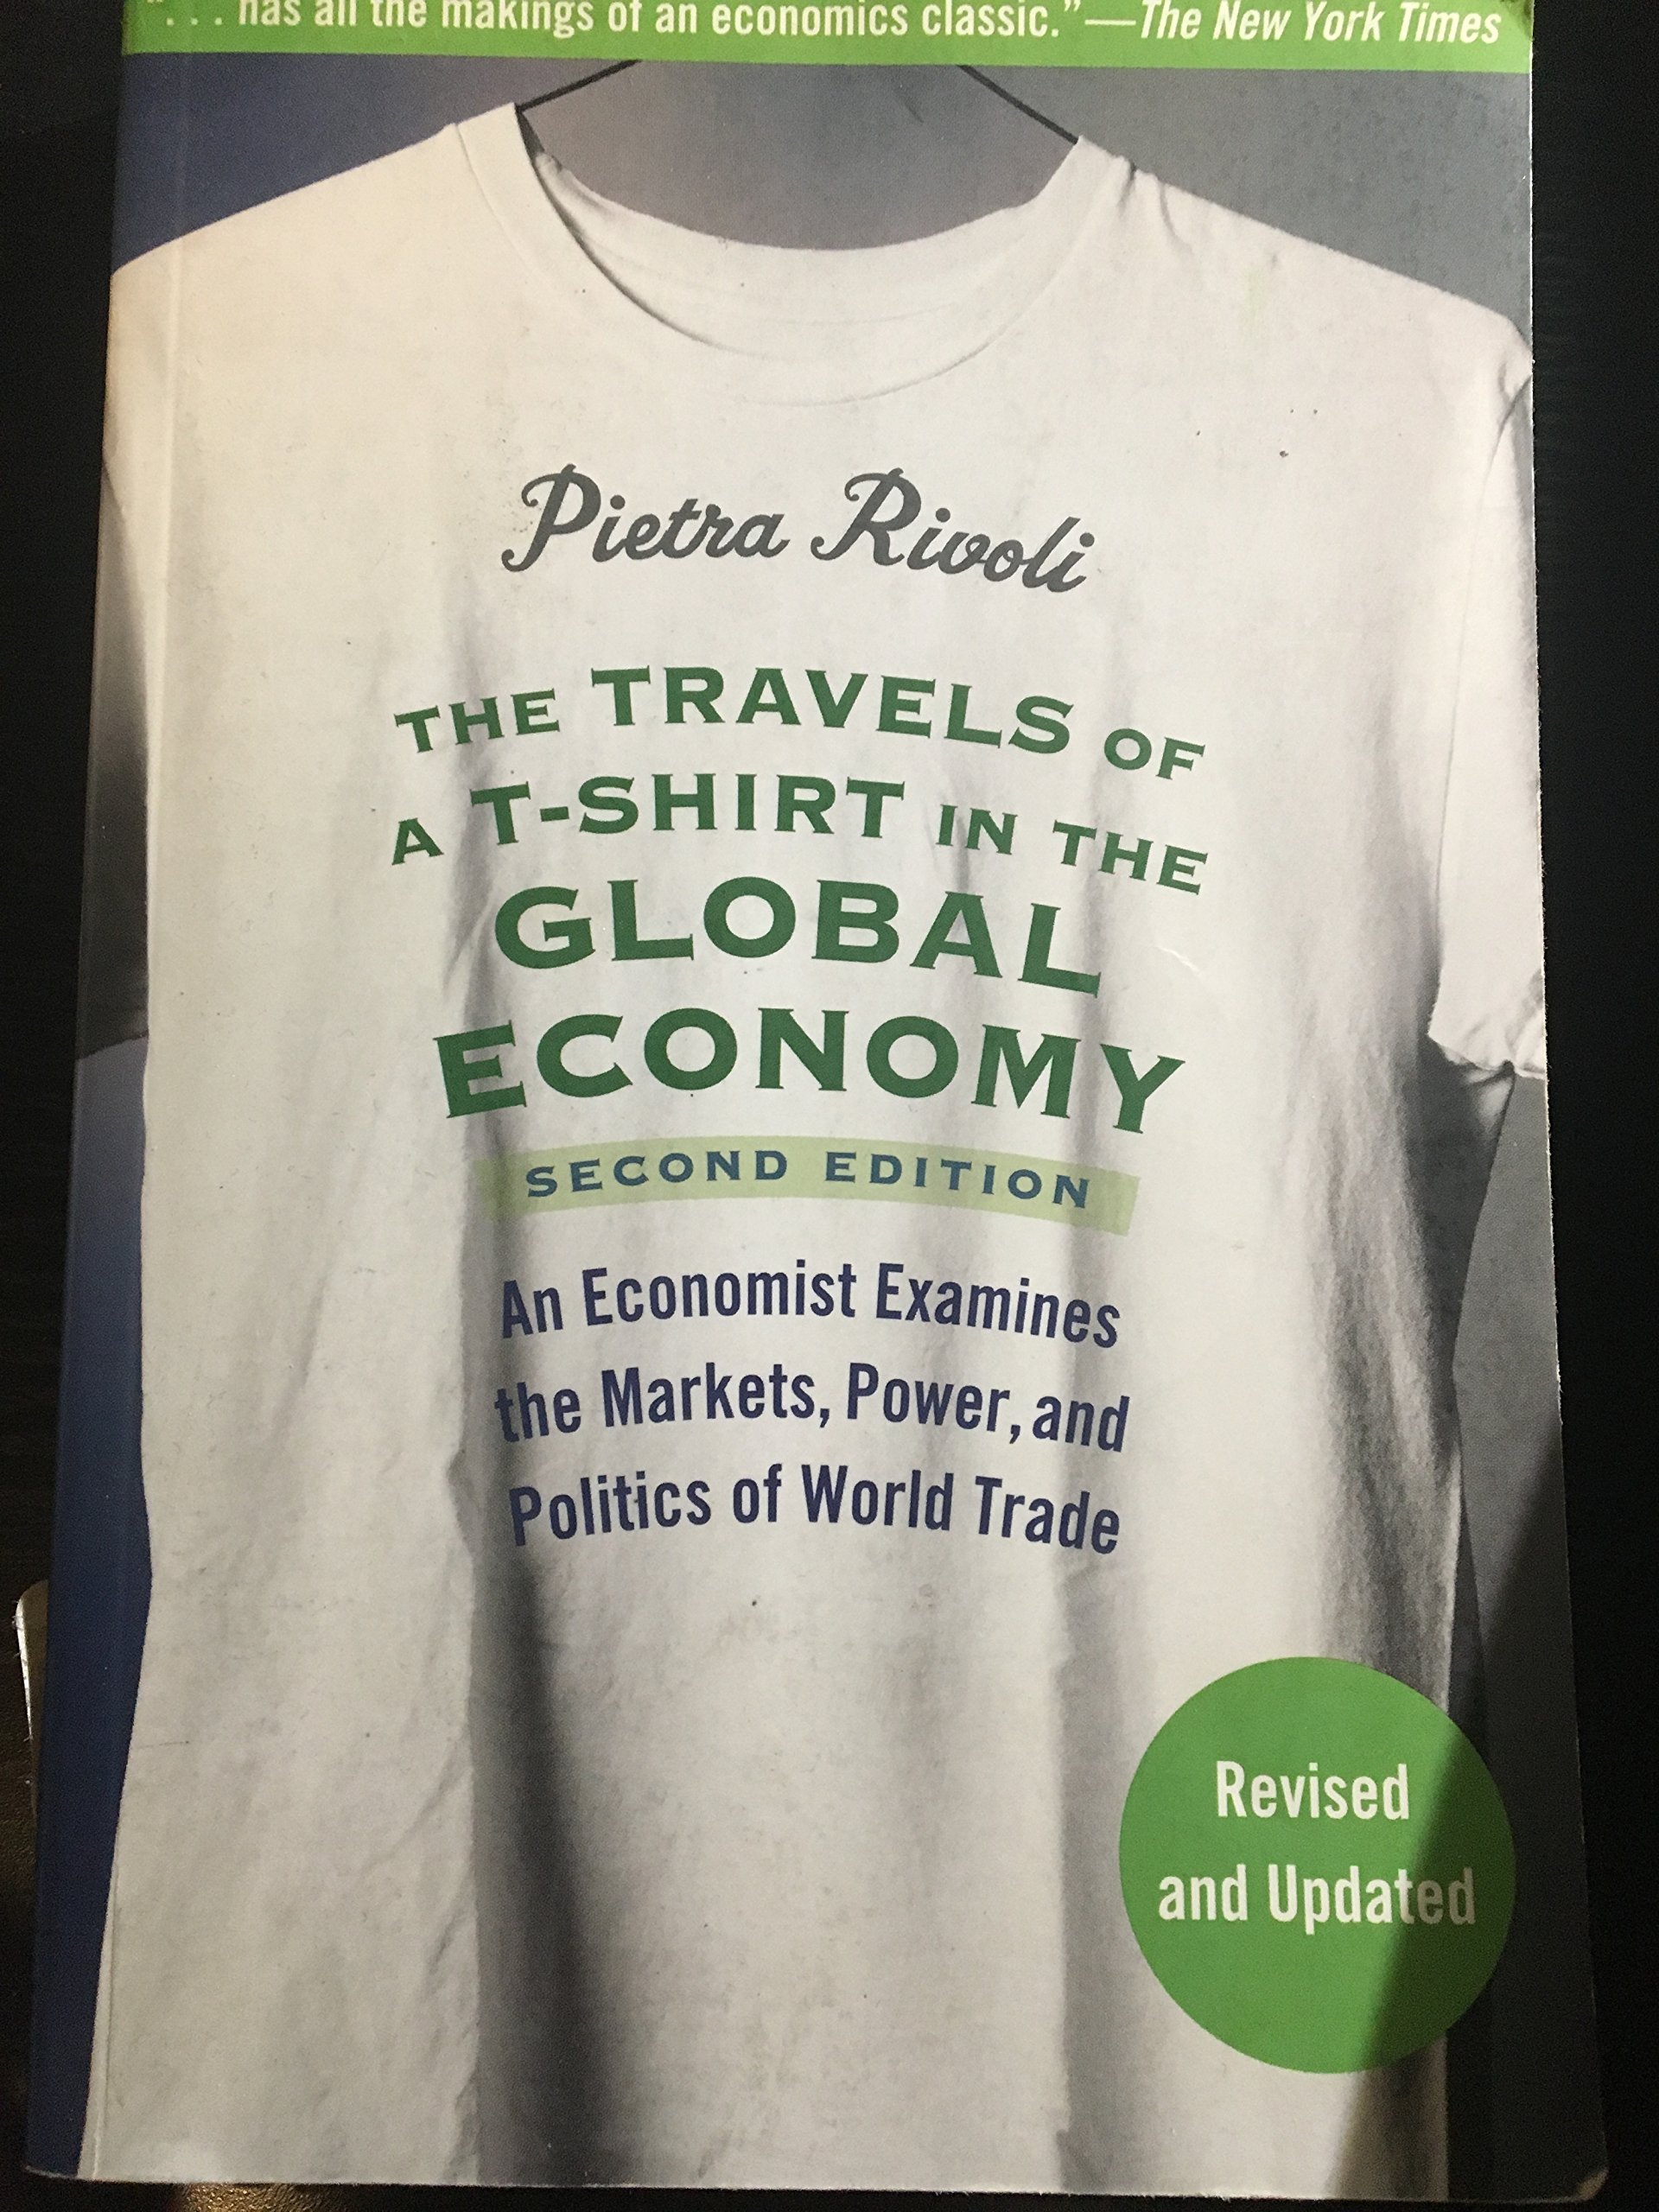 ". . . has all the makings of an economics classic."—The New York Times
Pietra Rivoli
THE TRAVELS OF
A T-SHIRT IN THE
GLOBAL
ECONOMY
SECOND EDITION
An Economist Examines
the Markets, Power, and
Politics of World Trade
Revised
and Updated